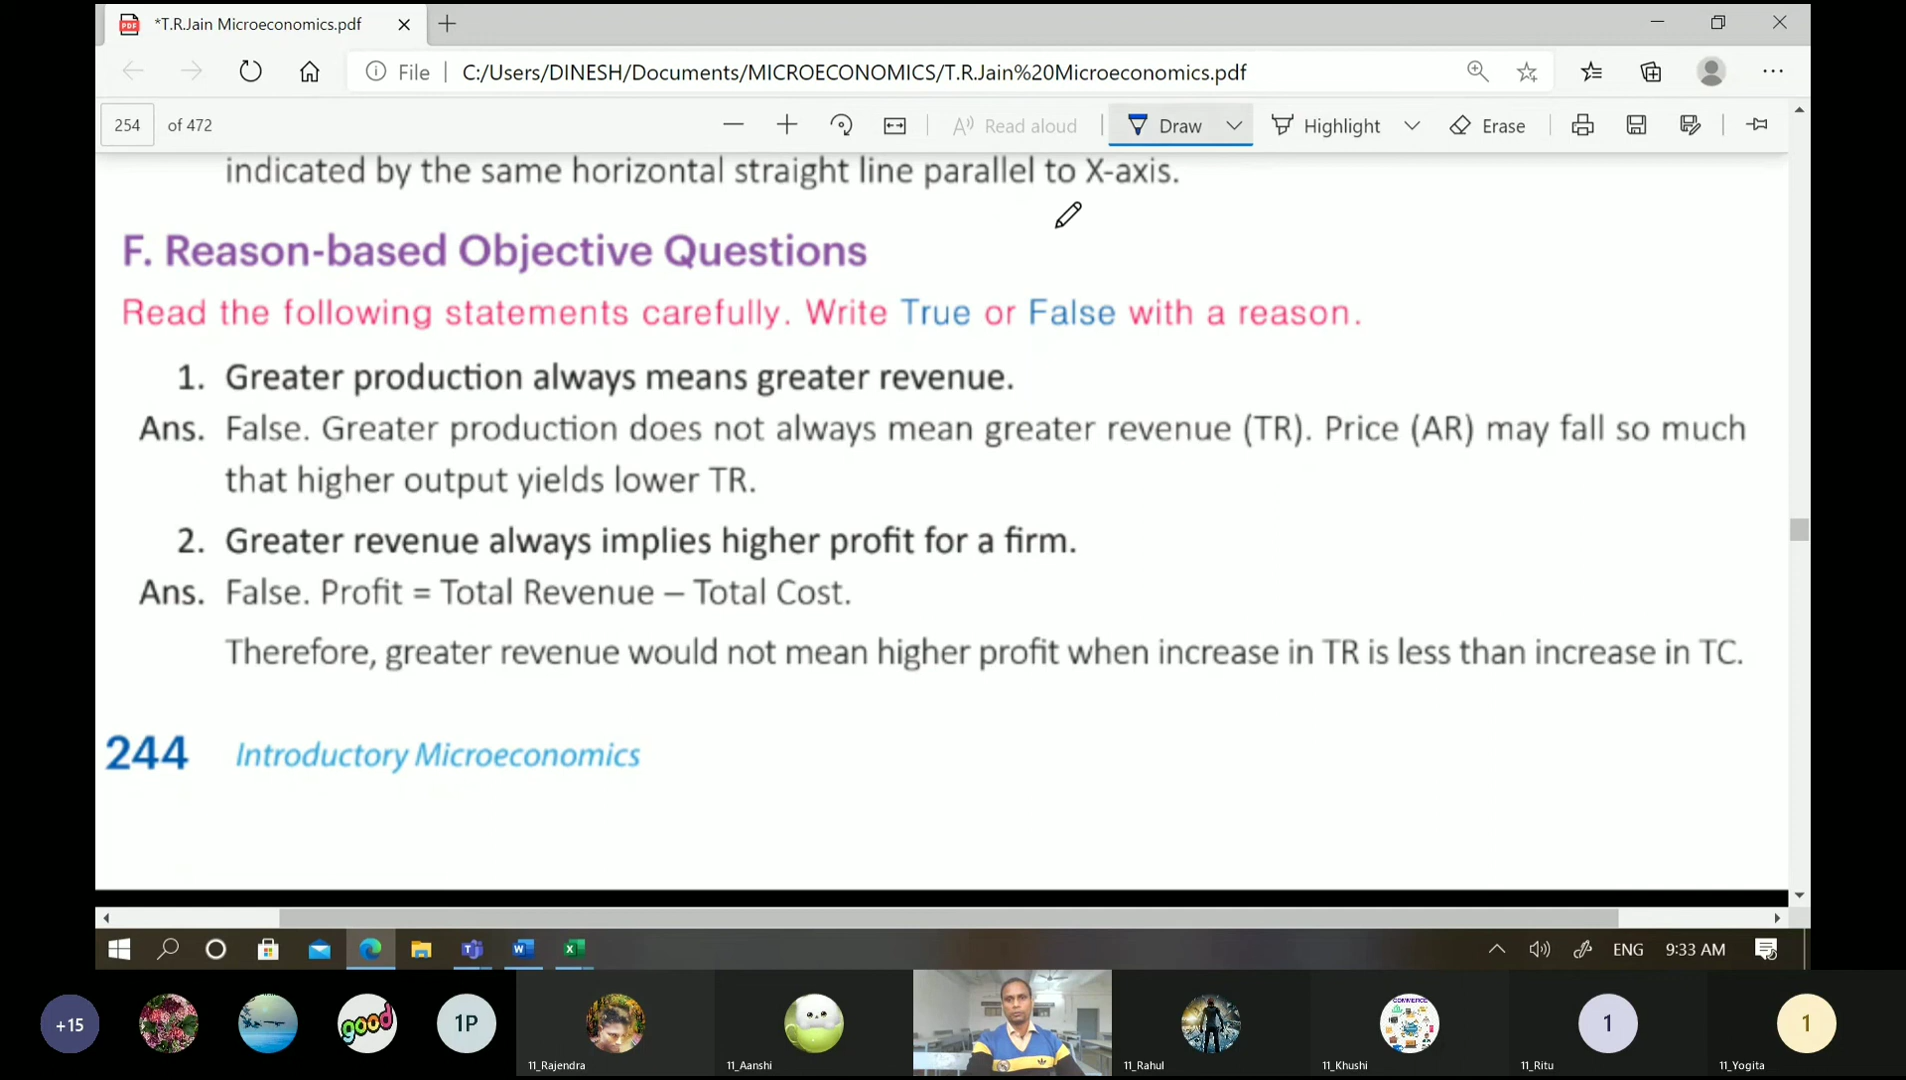 *T.R.Jain Microeconomics.pdf
File C:/Users/DINESH/Documents/MICROECONOMICS/T.R.Jain%20Microeconomics.pdf
254 of 472 Read aloud Draw Highlight Erase
indicated by the same horizontal straight line parallel to X-axis.
F. Reason-based Objective Questions
Read the following statements carefully. Write True or False with a reason.
1. Greater production always means greater revenue.
Ans. False. Greater production does not always mean greater revenue (TR). Price (AR) may fall so much
that higher output yields lower TR.
2. Greater revenue always implies higher profit for a firm.
Ans. False. Profit = Total Revenue – Total Cost.
Therefore, greater revenue would not mean higher profit when increase in TR is less than increase in TC.
244 Introductory Microeconomics
ENG 9:33 AM
+15 good 1P 1 1
11_Rajendra 11_Aanshi 11_Rahul 11_Khushi 11_Ritu 11_Yogita
COMMERCE